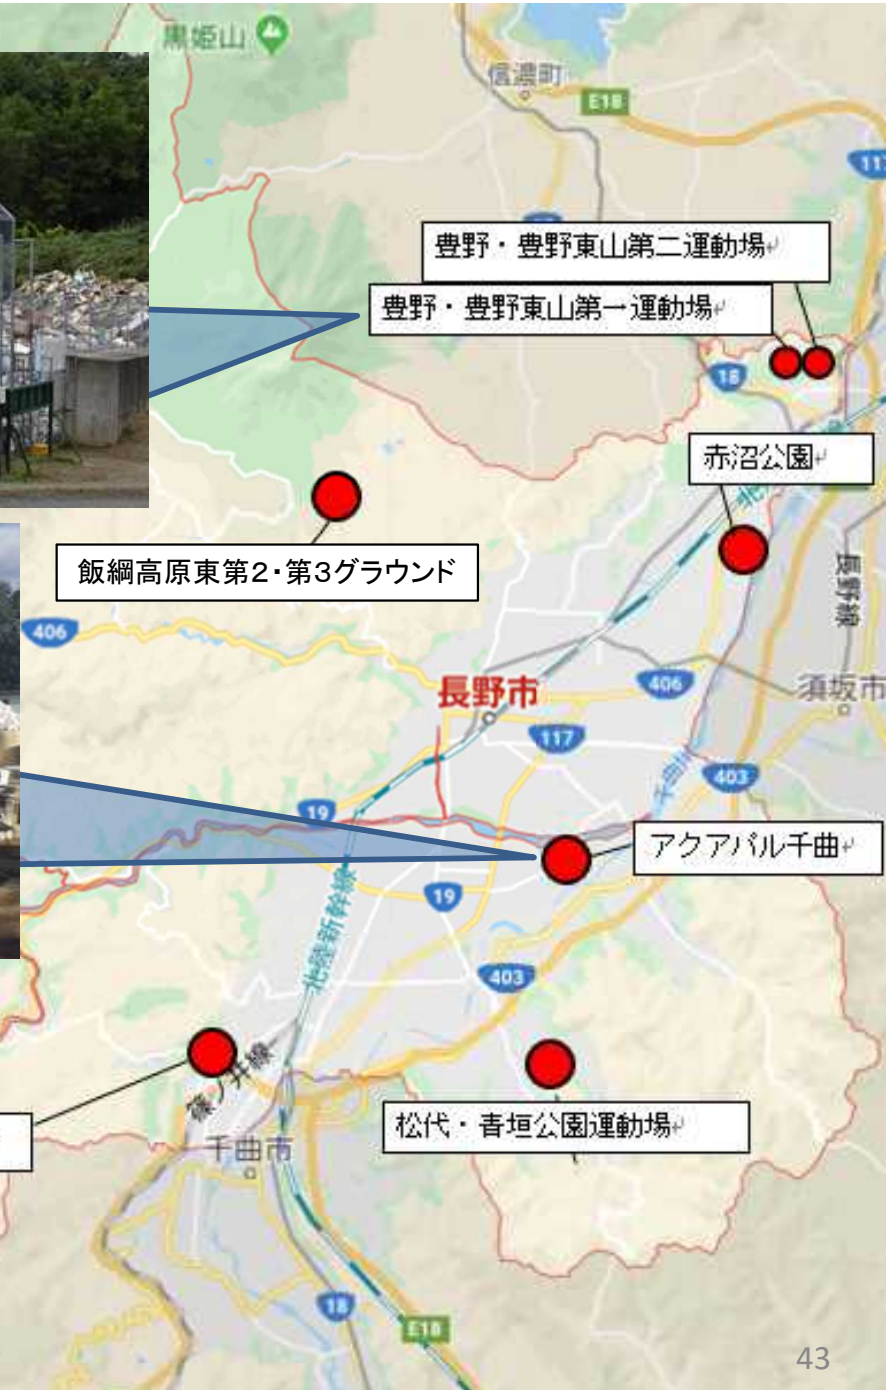 黒姫山
信濃町
E18
117
豊野・豊野東山第二運動場
豊野・豊野東山第一運動場
18
赤沼公園
飯綱高原東第2・第3グラウンド
長野線
406
長野市
406
須坂市
117
千曲川
403
19
アクアパル千曲
19
北陸新幹線
403
篠ノ井線
松代・青垣公園運動場
千曲市
18
E18
43